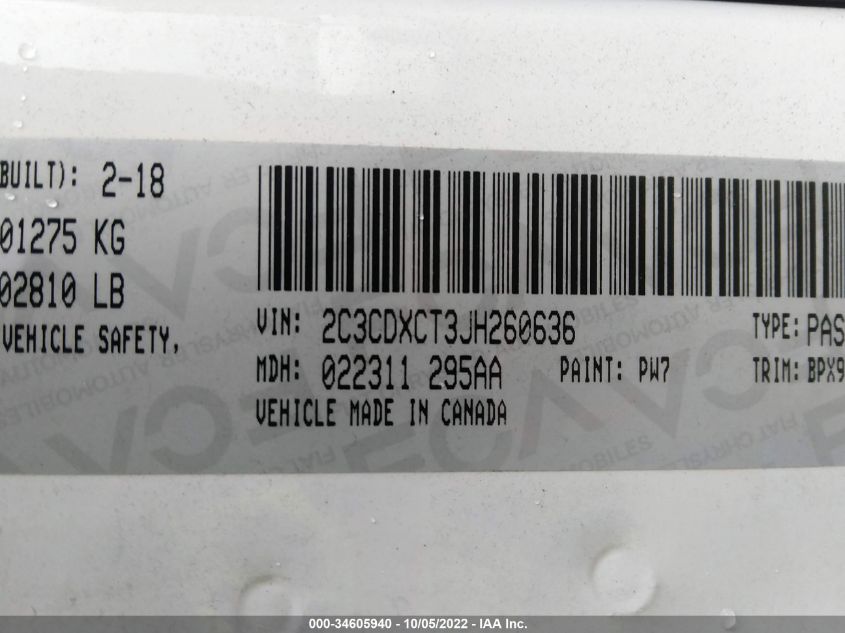 BUILT): 2-18
01275 KG
02810 LB
VEHICLE SAFETY,
VIN: 2C3CDXCT3JH260636 TYPE: PAS
MDH: 022311 295AA PAINT: PW7 TRIM: BPX9
VEHICLE MADE IN CANADA
000-34605940 - 10/05/2022 - IAA Inc.